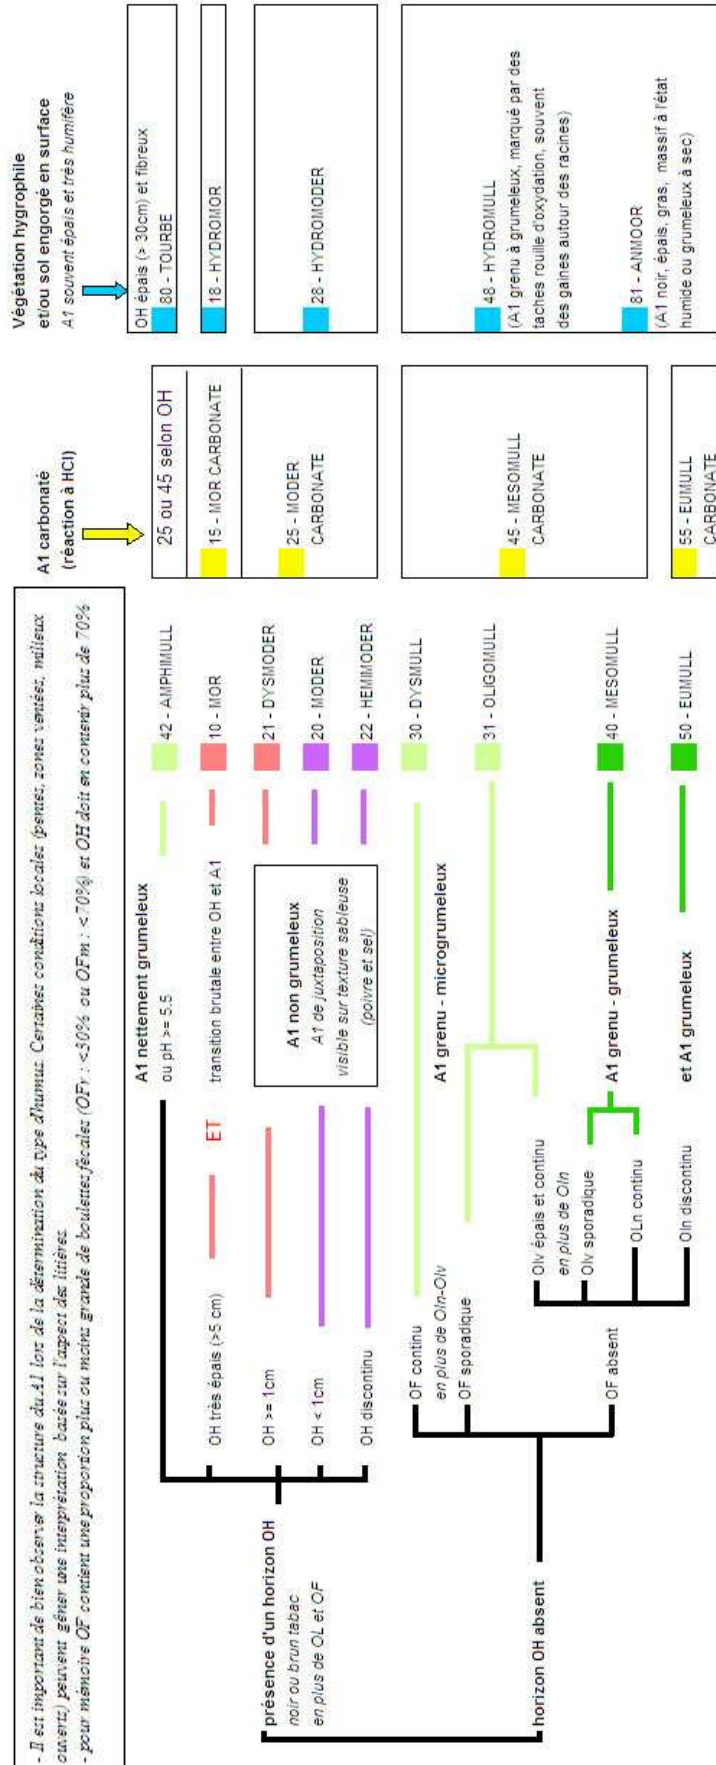 - Il est important de bien observer la structure du A1 lors de la détermination du type d'humus. Certaines conditions locales (pentes, zones ventées, milieux
ouverts) peuvent gêner une interprétation basée sur l'aspect des litières.
- pour mémoire OF contient une proportion plus ou moins grande de boulettes fécales (OFr : <30% ou OFm : <70%) et OH doit en contenir plus de 70%
A1 carbonaté
(réaction à HCl)
Végétation hygrophile
et/ou sol engorgé en surface
A1 souvent épais et très humifère
présence d'un horizon OH
noir ou brun tabac
en plus de OL et OF
A1 nettement grumeleux
ou pH >= 5.5
42 - AMPHIMULL
25 ou 45 selon OH
OH épais (> 30cm) et fibreux
80 - TOURBE
OH très épais (>5 cm)
ET
transition brutale entre OH et A1
10 - MOR
15 - MOR CARBONATE
18 - HYDROMOR
OH >= 1cm
21 - DYSMODER
OH < 1cm
20 - MODER
OH discontinu
22 - HEMIMODER
A1 non grumeleux
A1 de juxtaposition
visible sur texture sableuse
(poivre et sel)
25 - MODER
CARBONATE
28 - HYDROMODER
horizon OH absent
OF continu
en plus de Oln-Olv
30 - DYSMULL
OF sporadique
A1 grenu - microgrumeleux
31 - OLIGOMULL
OF absent
Olv épais et continu
en plus de Oln
Olv sporadique
OLn continu
A1 grenu - grumeleux
40 - MESOMULL
45 - MESOMULL
CARBONATE
Oln discontinu
et A1 grumeleux
50 - EUMULL
55 - EUMULL
CARBONATE
48 - HYDROMULL
(A1 grenu à grumeleux, marqué par des
taches rouille d'oxydation, souvent
des gaines autour des racines)
81 - ANMOOR
(A1 noir, épais, gras, massif à l'état
humide ou grumeleux à sec)